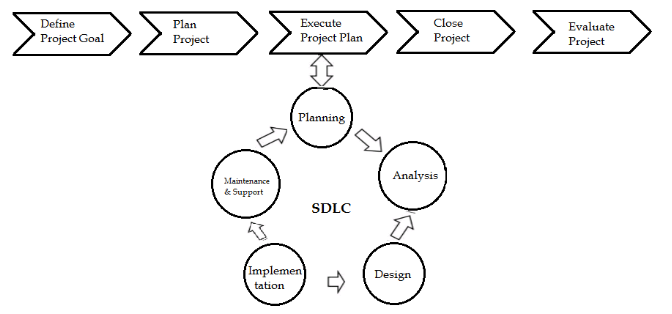 Define
Project Goal
Plan
Project
Execute
Project Plan
Close
Project
Evaluate
Project
Planning
Analysis
Maintenance
& Support
SDLC
Implemen
tation
Design